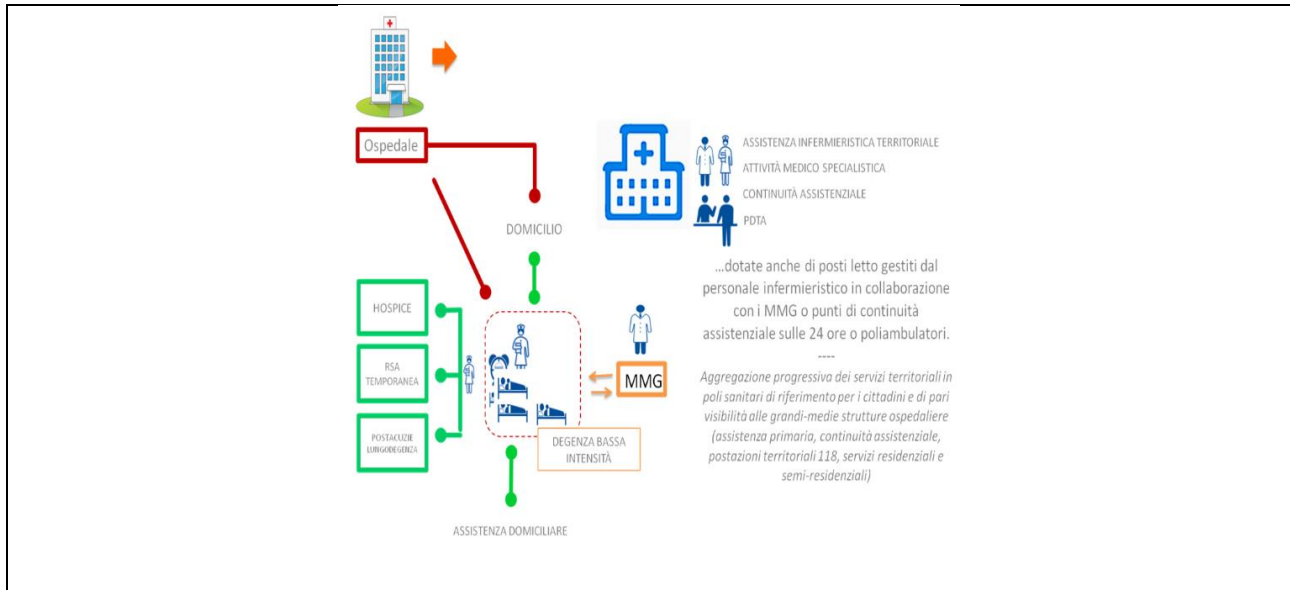 Ospedale
DOMICILIO
HOSPICE
RSA
TEMPORANEA
POSTACUZIE
LUNGODEGENZA
MMG
DEGENZA BASSA
INTENSITÀ
ASSISTENZA DOMICILIARE
ASSISTENZA INFERMIERISTICA TERRITORIALE
ATTIVITÀ MEDICO SPECIALISTICA
CONTINUITÀ ASSISTENZIALE
PDTA
...dotate anche di posti letto gestiti dal
personale infermieristico in collaborazione
con i MMG o punti di continuità
assistenziale sulle 24 ore o poliambulatori.
----
Aggregazione progressiva dei servizi territoriali in
poli sanitari di riferimento per i cittadini e di pari
visibilità alle grandi-medie strutture ospedaliere
(assistenza primaria, continuità assistenziale,
postazioni territoriali 118, servizi residenziali e
semi-residenziali)